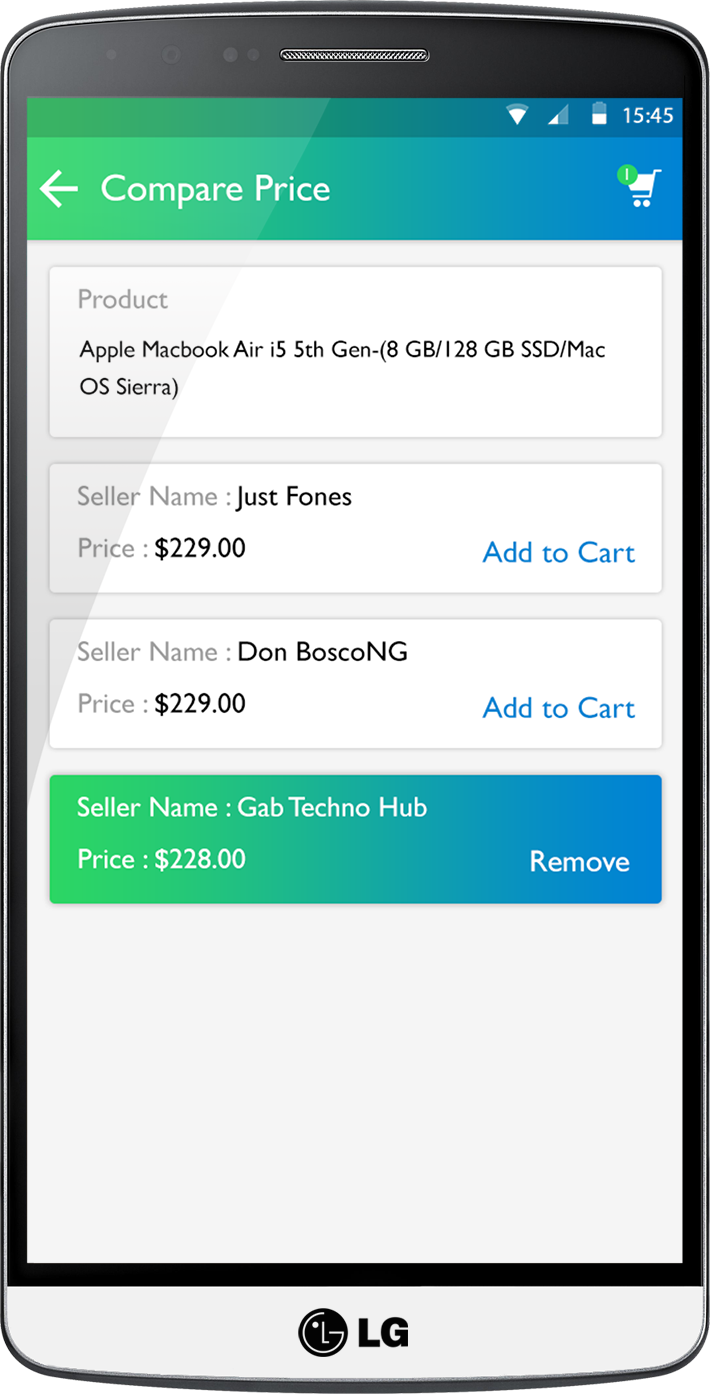 15:45
Compare Price
1
Product
Apple Macbook Air i5 5th Gen-(8 GB/128 GB SSD/Mac
OS Sierra)
Seller Name : Just Fones
Price : $229.00
Add to Cart
Seller Name : Don BoscoNG
Price : $229.00
Add to Cart
Seller Name : Gab Techno Hub
Price : $228.00
Remove
LG